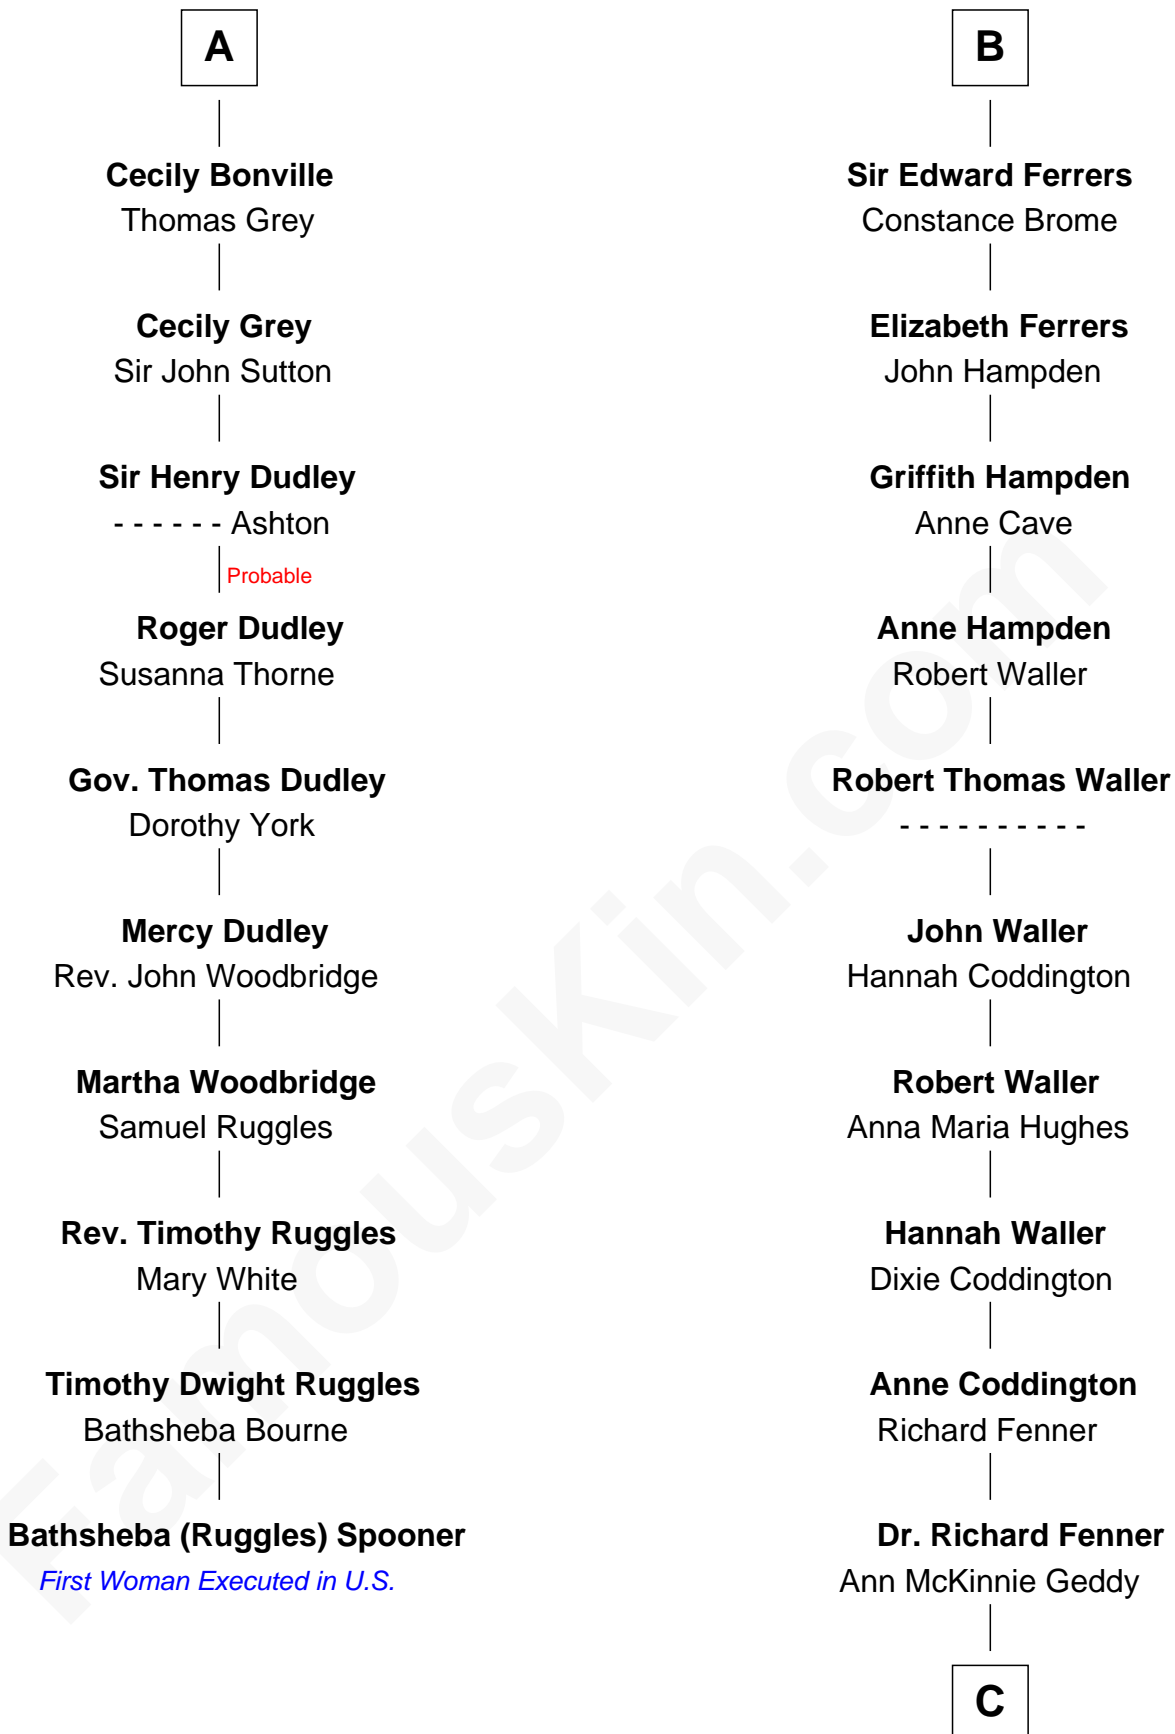 A
Cecily Bonville
Thomas Grey
Cecily Grey
Sir John Sutton
Sir Henry Dudley
- - - - - - Ashton
Probable
Roger Dudley
Susanna Thorne
Gov. Thomas Dudley
Dorothy York
Mercy Dudley
Rev. John Woodbridge
Martha Woodbridge
Samuel Ruggles
Rev. Timothy Ruggles
Mary White
Timothy Dwight Ruggles
Bathsheba Bourne
Bathsheba (Ruggles) Spooner
First Woman Executed in U.S.
B
Sir Edward Ferrers
Constance Brome
Elizabeth Ferrers
John Hampden
Griffith Hampden
Anne Cave
Anne Hampden
Robert Waller
Robert Thomas Waller
- - - - - - - - - -
John Waller
Hannah Coddington
Robert Waller
Anna Maria Hughes
Hannah Waller
Dixie Coddington
Anne Coddington
Richard Fenner
Dr. Richard Fenner
Ann McKinnie Geddy
C
FamousKin.com